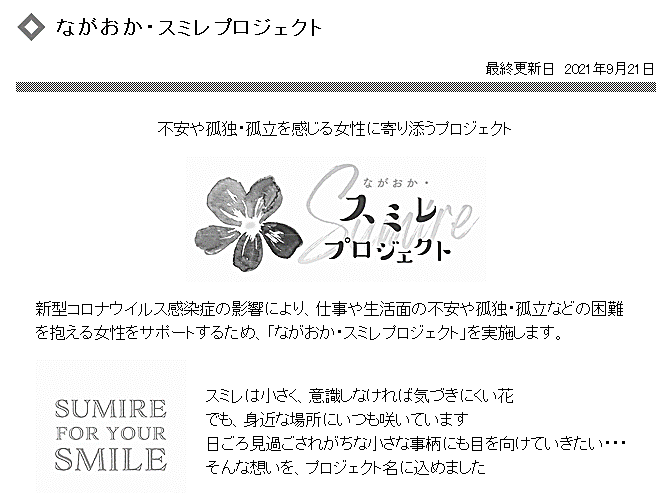 ながおか・スミレプロジェクト
最終更新日 2021年9月21日
不安や孤独・孤立を感じる女性に寄り添うプロジェクト
ながおか・
スミレ
Sumire
プロジェクト
新型コロナウイルス感染症の影響により、仕事や生活面の不安や孤独・孤立などの困難
を抱える女性をサポートするため、「ながおか・スミレプロジェクト」を実施します。
SUMIRE
FOR YOUR
SMILE
スミレは小さく、意識しなければ気づきにくい花
でも、身近な場所にいつも咲いています
日ごろ見過ごされがちな小さな事柄にも目を向けていきたい・・・
そんな想いを、プロジェクト名に込めました